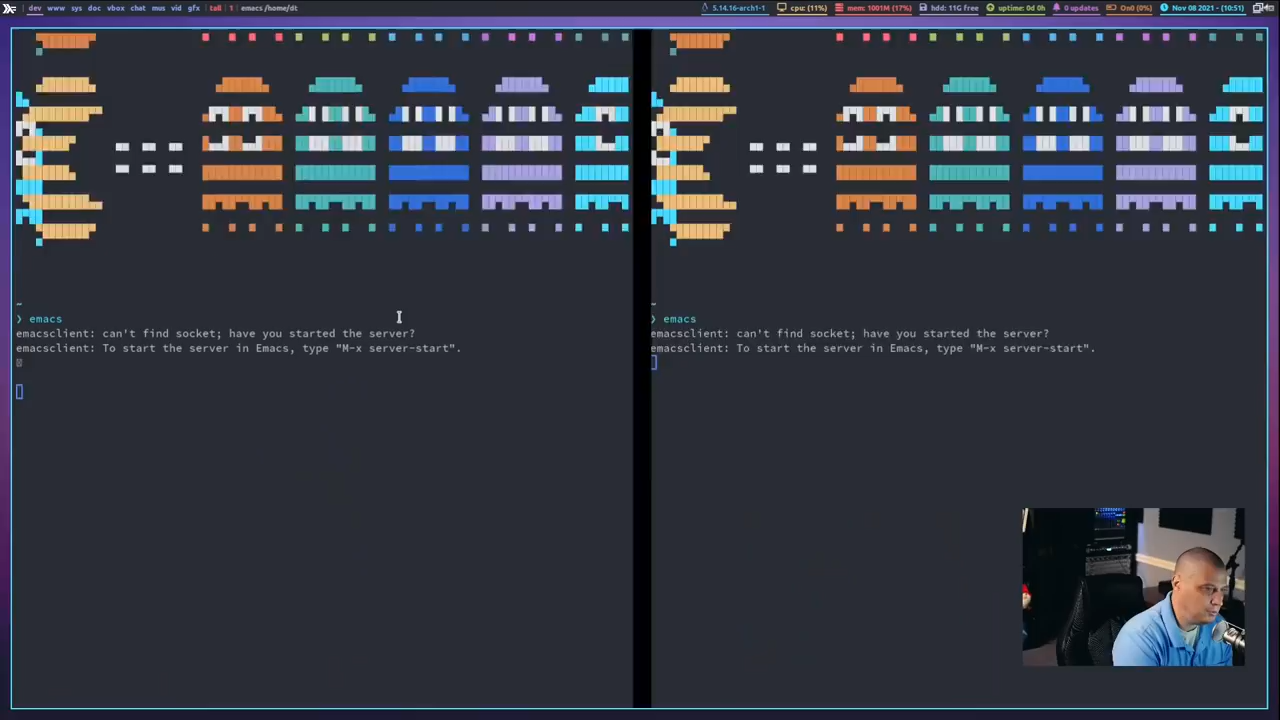 dev www sys doc vbox chat mus vid gfx | tall | 1 | emacs /home/dt
5.14.16-arch1-1 cpu: (11%) mem: 1001M (17%) hdd: 11G free uptime: 0d 0h 0 updates On0 (0%) Nov 08 2021 - (10:51)
~
❯ emacs
emacsclient: can't find socket; have you started the server?
emacsclient: To start the server in Emacs, type "M-x server-start".
~
❯ emacs
emacsclient: can't find socket; have you started the server?
emacsclient: To start the server in Emacs, type "M-x server-start".